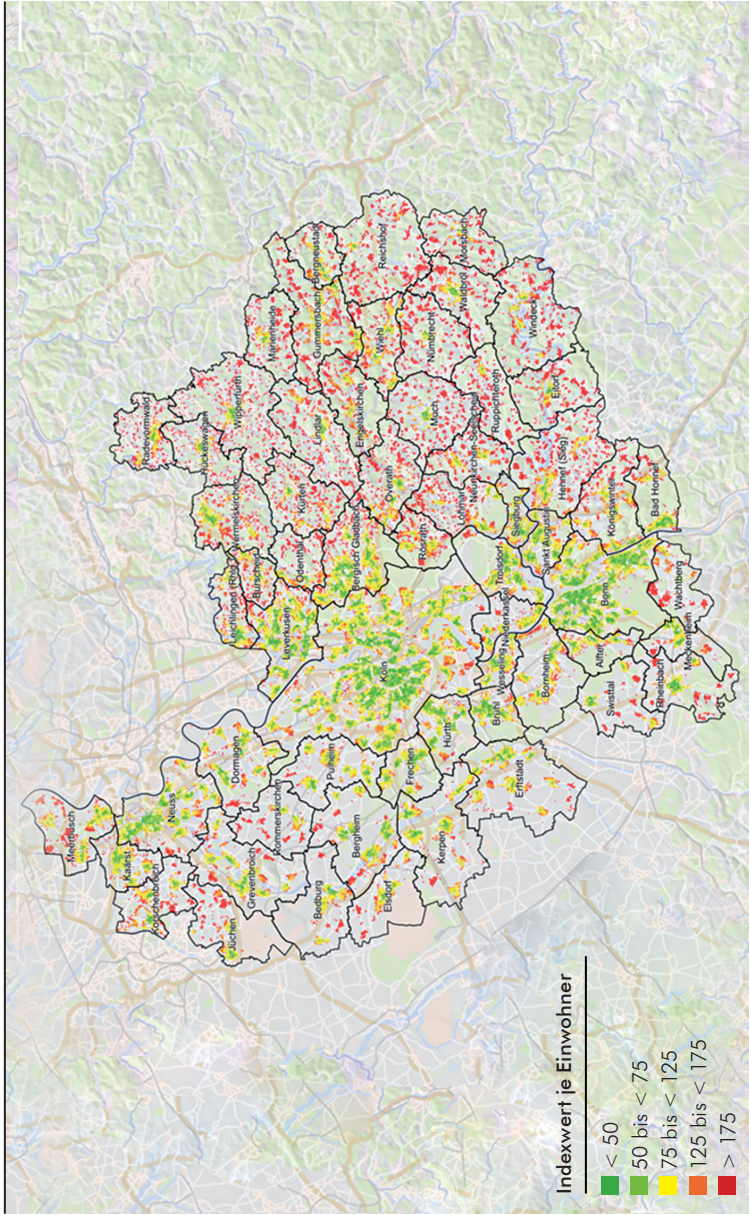 Meerbusch
Kaarst
Korschenbroich
Neuss
Jüchen
Grevenbroich
Rommerskirchen
Dormagen
Bedburg
Bergheim
Pulheim
Elsdorf
Kerpen
Frechen
Hürth
Erftstadt
Köln
Leverkusen
Leichlingen (Rhld.)
Burscheid
Wermelskirchen
Radevormwald
Hückeswagen
Wipperfürth
Marienheide
Gummersbach
Bergneustadt
Odenthal
Kürten
Lindlar
Bergisch Gladbach
Engelskirchen
Wiehl
Reichshof
Overath
Rösrath
Much
Nümbrecht
Waldbröl
Morsbach
Lohmar
Neunkirchen-Seelscheid
Ruppichteroth
Windeck
Eitorf
Hennef (Sieg)
Siegburg
Troisdorf
Sankt Augustin
Niederkassel
Wesseling
Brühl
Bornheim
Alfter
Bonn
Königswinter
Bad Honnef
Swisttal
Rheinbach
Meckenheim
Wachtberg
Indexwert je Einwohner
< 50
50 bis < 75
75 bis < 125
125 bis < 175
> 175